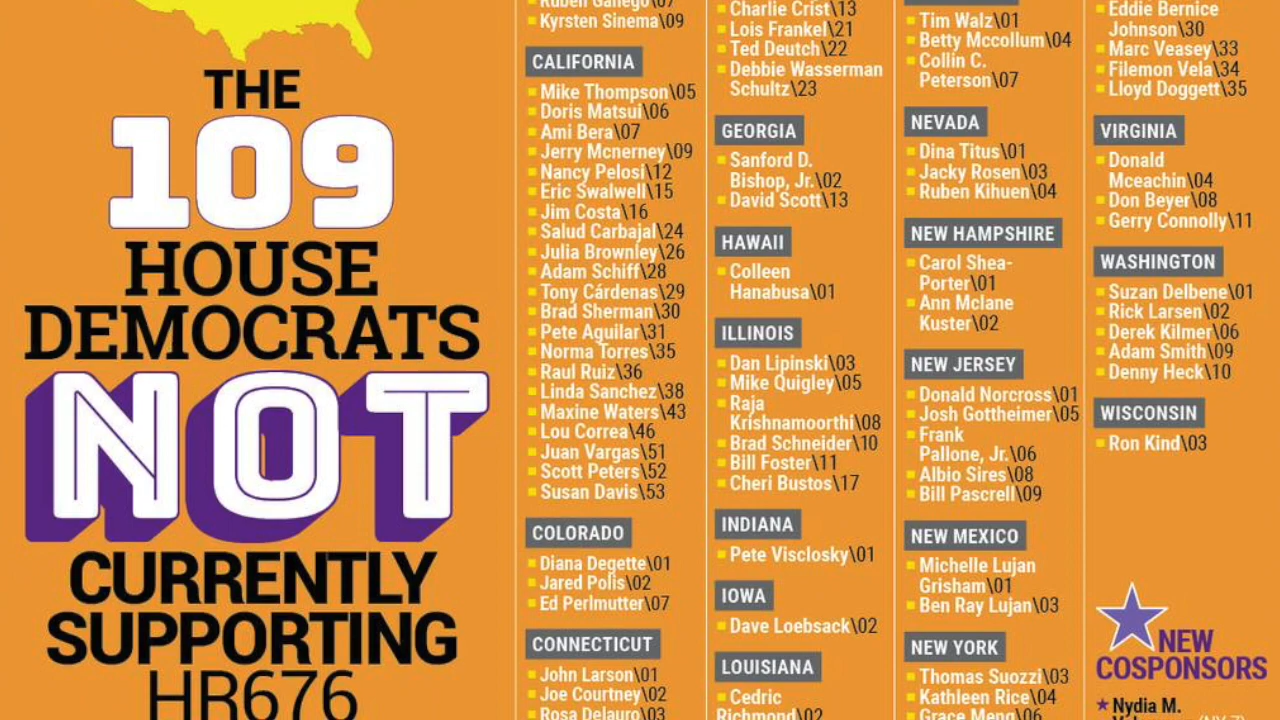 THE
109
HOUSE
DEMOCRATS
NOT
CURRENTLY
SUPPORTING
HR676
Ruben Gallego\07
Kyrsten Sinema\09
CALIFORNIA
Mike Thompson\05
Doris Matsui\06
Ami Bera\07
Jerry Mcnerney\09
Nancy Pelosi\12
Eric Swalwell\15
Jim Costa\16
Salud Carbajal\24
Julia Brownley\26
Adam Schiff\28
Tony Cárdenas\29
Brad Sherman\30
Pete Aguilar\31
Norma Torres\35
Raul Ruiz\36
Linda Sanchez\38
Maxine Waters\43
Lou Correa\46
Juan Vargas\51
Scott Peters\52
Susan Davis\53
COLORADO
Diana Degette\01
Jared Polis\02
Ed Perlmutter\07
CONNECTICUT
John Larson\01
Joe Courtney\02
Rosa Delauro\03
Charlie Crist\13
Lois Frankel\21
Ted Deutch\22
Debbie Wasserman
Schultz\23
GEORGIA
Sanford D.
Bishop, Jr.\02
David Scott\13
HAWAII
Colleen
Hanabusa\01
ILLINOIS
Dan Lipinski\03
Mike Quigley\05
Raja
Krishnamoorthi\08
Brad Schneider\10
Bill Foster\11
Cheri Bustos\17
INDIANA
Pete Visclosky\01
IOWA
Dave Loebsack\02
LOUISIANA
Cedric
Richmond\02
Tim Walz\01
Betty Mccollum\04
Collin C.
Peterson\07
NEVADA
Dina Titus\01
Jacky Rosen\03
Ruben Kihuen\04
NEW HAMPSHIRE
Carol Shea-
Porter\01
Ann Mclane
Kuster\02
NEW JERSEY
Donald Norcross\01
Josh Gottheimer\05
Frank
Pallone, Jr.\06
Albio Sires\08
Bill Pascrell\09
NEW MEXICO
Michelle Lujan
Grisham\01
Ben Ray Lujan\03
NEW YORK
Thomas Suozzi\03
Kathleen Rice\04
Grace Meng\06
Eddie Bernice
Johnson\30
Marc Veasey\33
Filemon Vela\34
Lloyd Doggett\35
VIRGINIA
Donald
Mceachin\04
Don Beyer\08
Gerry Connolly\11
WASHINGTON
Suzan Delbene\01
Rick Larsen\02
Derek Kilmer\06
Adam Smith\09
Denny Heck\10
WISCONSIN
Ron Kind\03
NEW
COSPONSORS
Nydia M.